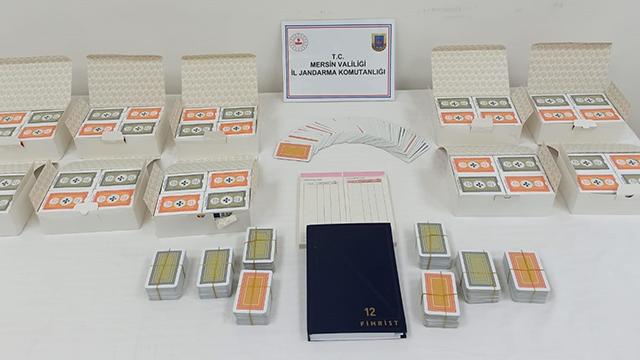 T.C.
MERSİN VALİLİĞİ
İL JANDARMA KOMUTANLIĞI
12
FİHRİST